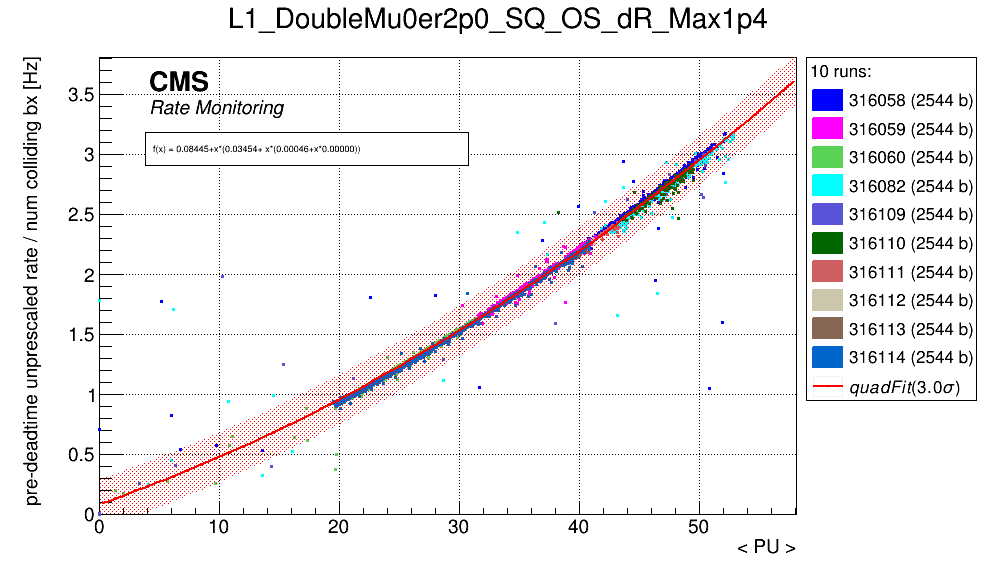 L1_DoubleMu0er2p0_SQ_OS_dR_Max1p4
pre-deadtime unprescaled rate / num colliding bx [Hz]
CMS
Rate Monitoring
f(x) = 0.08445+x*(0.03454+ x*(0.00046+x*0.00000))
3.5
3
2.5
2
1.5
1
0.5
0
0 10 20 30 40 50
< PU >
10 runs:
316058 (2544 b)
316059 (2544 b)
316060 (2544 b)
316082 (2544 b)
316109 (2544 b)
316110 (2544 b)
316111 (2544 b)
316112 (2544 b)
316113 (2544 b)
316114 (2544 b)
quadFit(3.0σ)